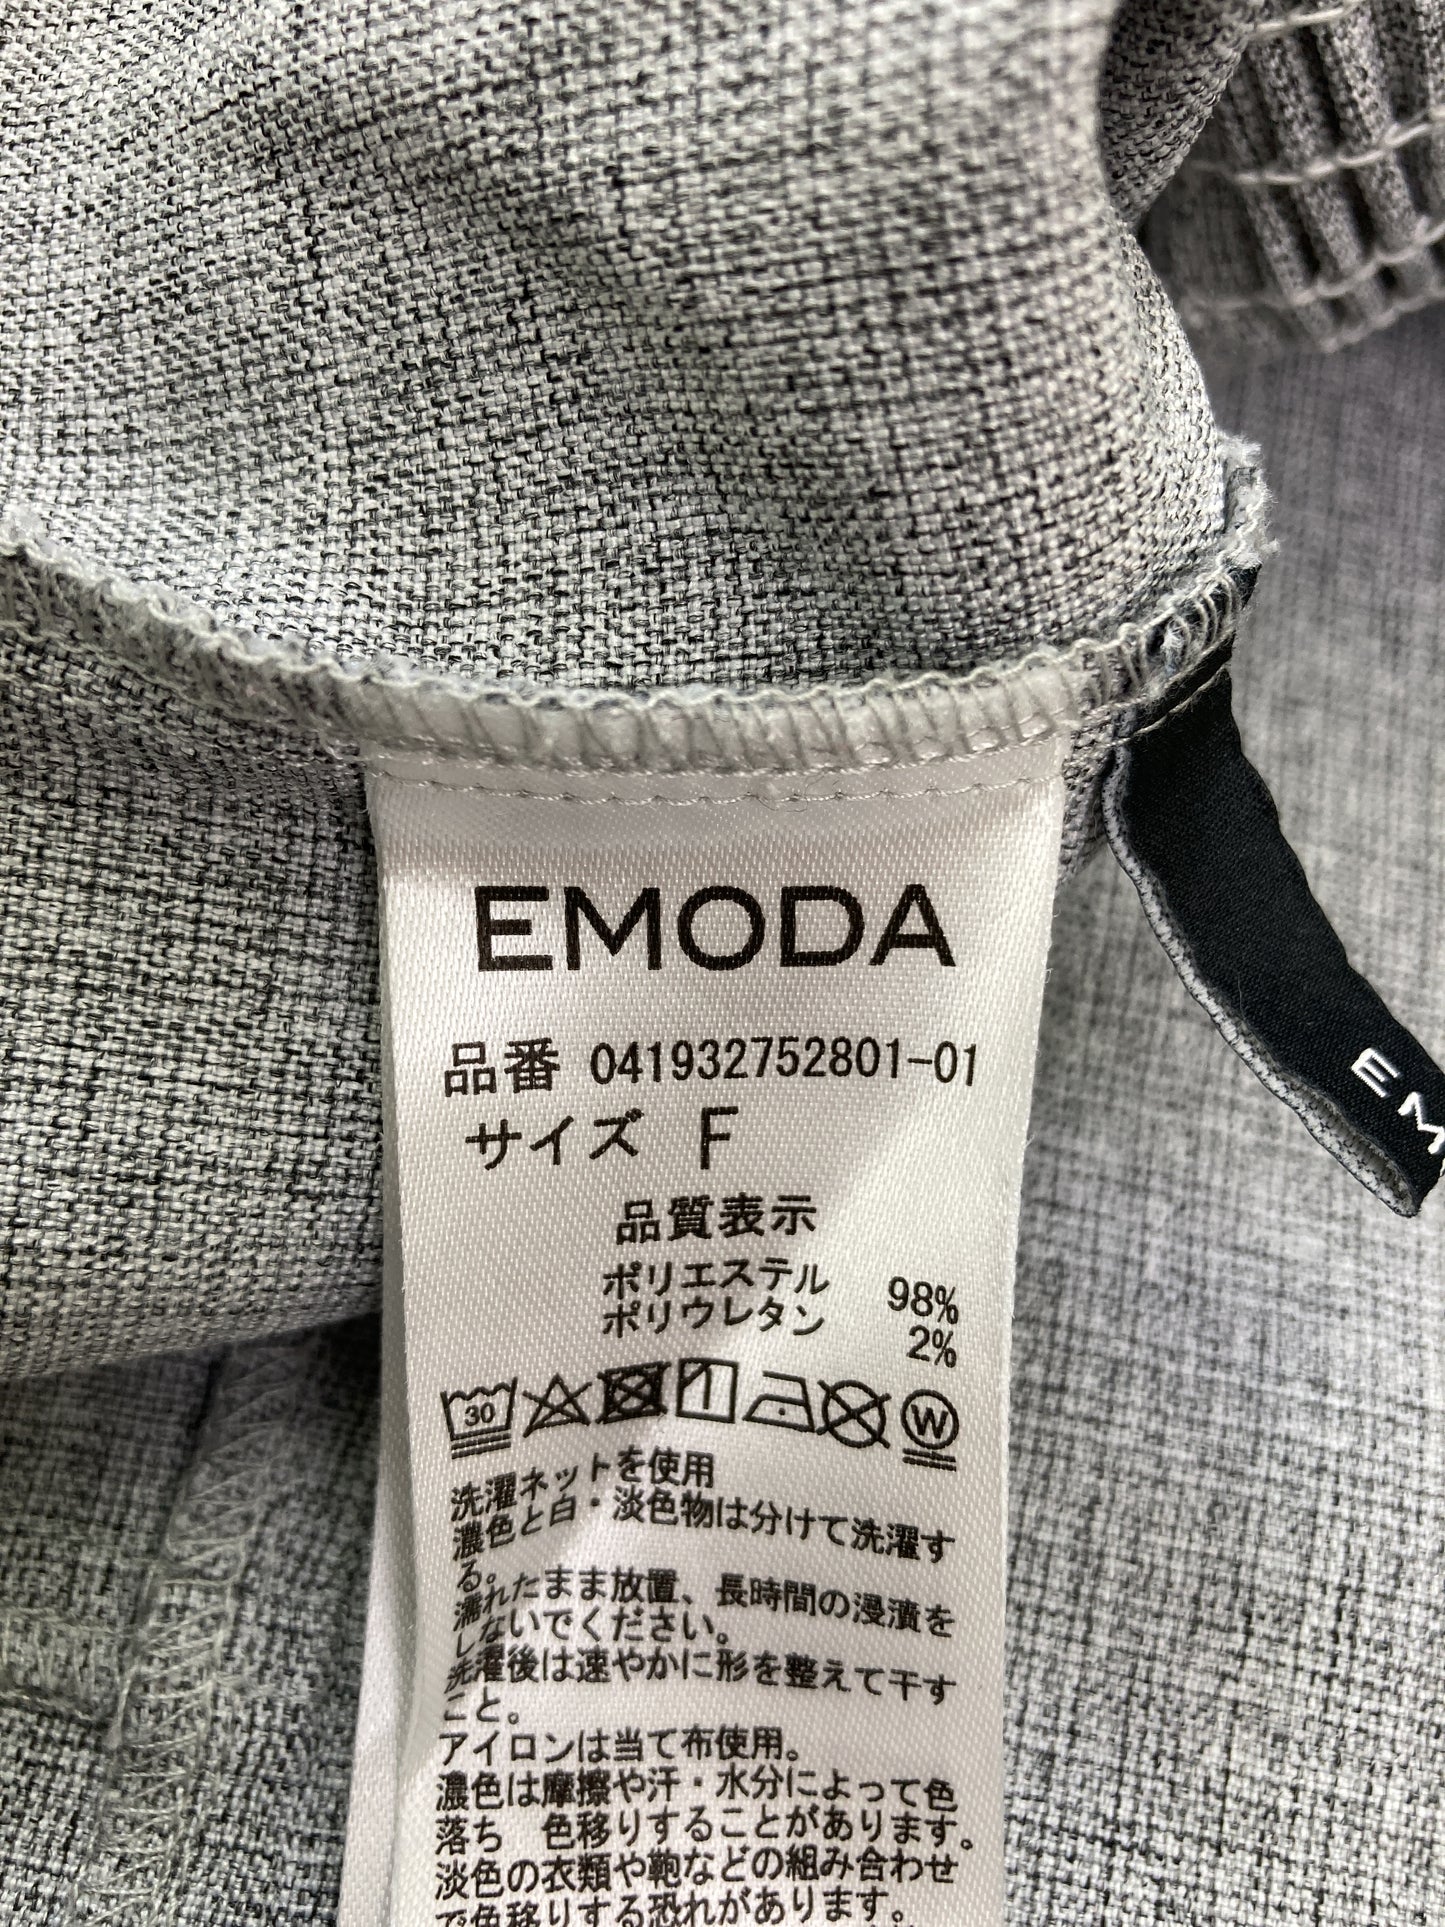 EMODA
品番 041932752801-01
サイズ F
品質表示
ポリエステル 98%
ポリウレタン 2%
30 W
洗濯ネットを使用
濃色と白・淡色物は分けて洗濯す
る。
濡れたまま放置、長時間の浸漬を
しないでください。
洗濯後は速やかに形を整えて干す
こと。
アイロンは当て布使用。
濃色は摩擦や汗・水分によって色
落ち 色移りすることがあります。
淡色の衣類や鞄などの組み合わせ
で色移りする恐れがあります。
EM